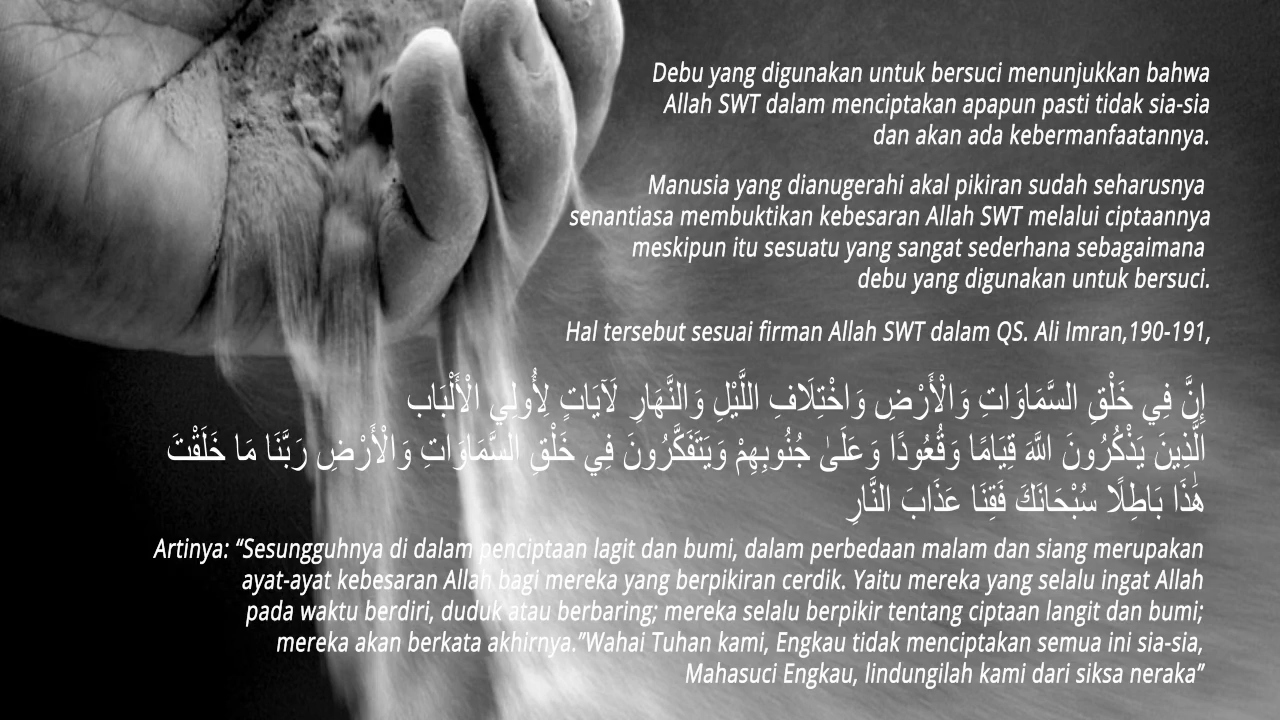 Debu yang digunakan untuk bersuci menunjukkan bahwa
Allah SWT dalam menciptakan apapun pasti tidak sia-sia
dan akan ada kebermanfaatannya.
Manusia yang dianugerahi akal pikiran sudah seharusnya
senantiasa membuktikan kebesaran Allah SWT melalui ciptaannya
meskipun itu sesuatu yang sangat sederhana sebagaimana
debu yang digunakan untuk bersuci.
Hal tersebut sesuai firman Allah SWT dalam QS. Ali Imran,190-191,
إِنَّ فِي خَلْقِ السَّمَاوَاتِ وَالْأَرْضِ وَاخْتِلَافِ اللَّيْلِ وَالنَّهَارِ لَآيَاتٍ لِأُولِي الْأَلْبَابِ
الَّذِينَ يَذْكُرُونَ اللَّهَ قِيَامًا وَقُعُودًا وَعَلَىٰ جُنُوبِهِمْ وَيَتَفَكَّرُونَ فِي خَلْقِ السَّمَاوَاتِ وَالْأَرْضِ رَبَّنَا مَا خَلَقْتَ
هَٰذَا بَاطِلًا سُبْحَانَكَ فَقِنَا عَذَابَ النَّارِ
Artinya: “Sesungguhnya di dalam penciptaan lagit dan bumi, dalam perbedaan malam dan siang merupakan
ayat-ayat kebesaran Allah bagi mereka yang berpikiran cerdik. Yaitu mereka yang selalu ingat Allah
pada waktu berdiri, duduk atau berbaring; mereka selalu berpikir tentang ciptaan langit dan bumi;
mereka akan berkata akhirnya.”Wahai Tuhan kami, Engkau tidak menciptakan semua ini sia-sia,
Mahasuci Engkau, lindungilah kami dari siksa neraka”